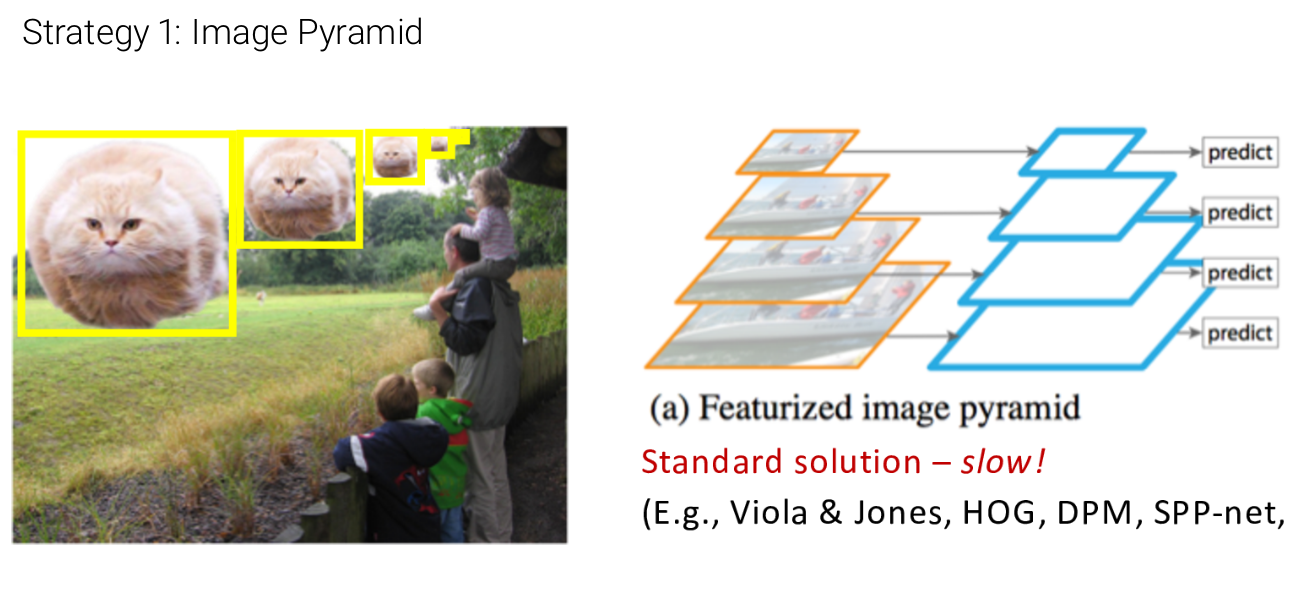 Strategy 1: Image Pyramid
predict
predict
predict
predict
(a) Featurized image pyramid
Standard solution – slow!
(E.g., Viola & Jones, HOG, DPM, SPP-net,